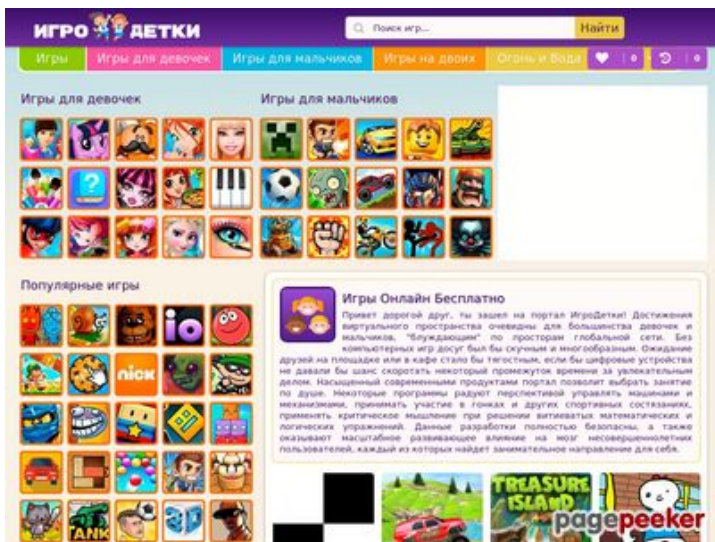 ИГРО ДЕТКИ
Поиск игр...
Найти
Игры
Игры для девочек
Игры для мальчиков
Игры на двоих
Огонь и Вода
0
0
Игры для девочек
Игры для мальчиков
Популярные игры
io
nick
TANK
3D
Игры Онлайн Бесплатно
Привет дорогой друг, ты зашел на портал ИгроДетки! Достижения
виртуального пространства очевидны для большинства девочек и
мальчиков, "блуждающим" по просторам глобальной сети. Без
компьютерных игр досуг был бы скучным и многообразным. Ожидание
друзей на площадке или в кафе стало бы тягостным, если бы цифровые устройства
не давали бы шанс скоротать некоторый промежуток времени за увлекательным
делом. Насыщенный современными продуктами портал позволит выбрать занятие
по душе. Некоторые программы радуют перспективой управлять машинами и
механизмами, принимать участие в гонках и других спортивных состязаниях,
применять критическое мышление при решении витиеватых математических и
логических упражнений. Данные разработки полностью безопасны, а также
оказывают масштабное развивающее влияние на мозг несовершеннолетних
пользователей, каждый из которых найдет занимательное направление для себя.
TREASURE
ISLAND
pagepeeker